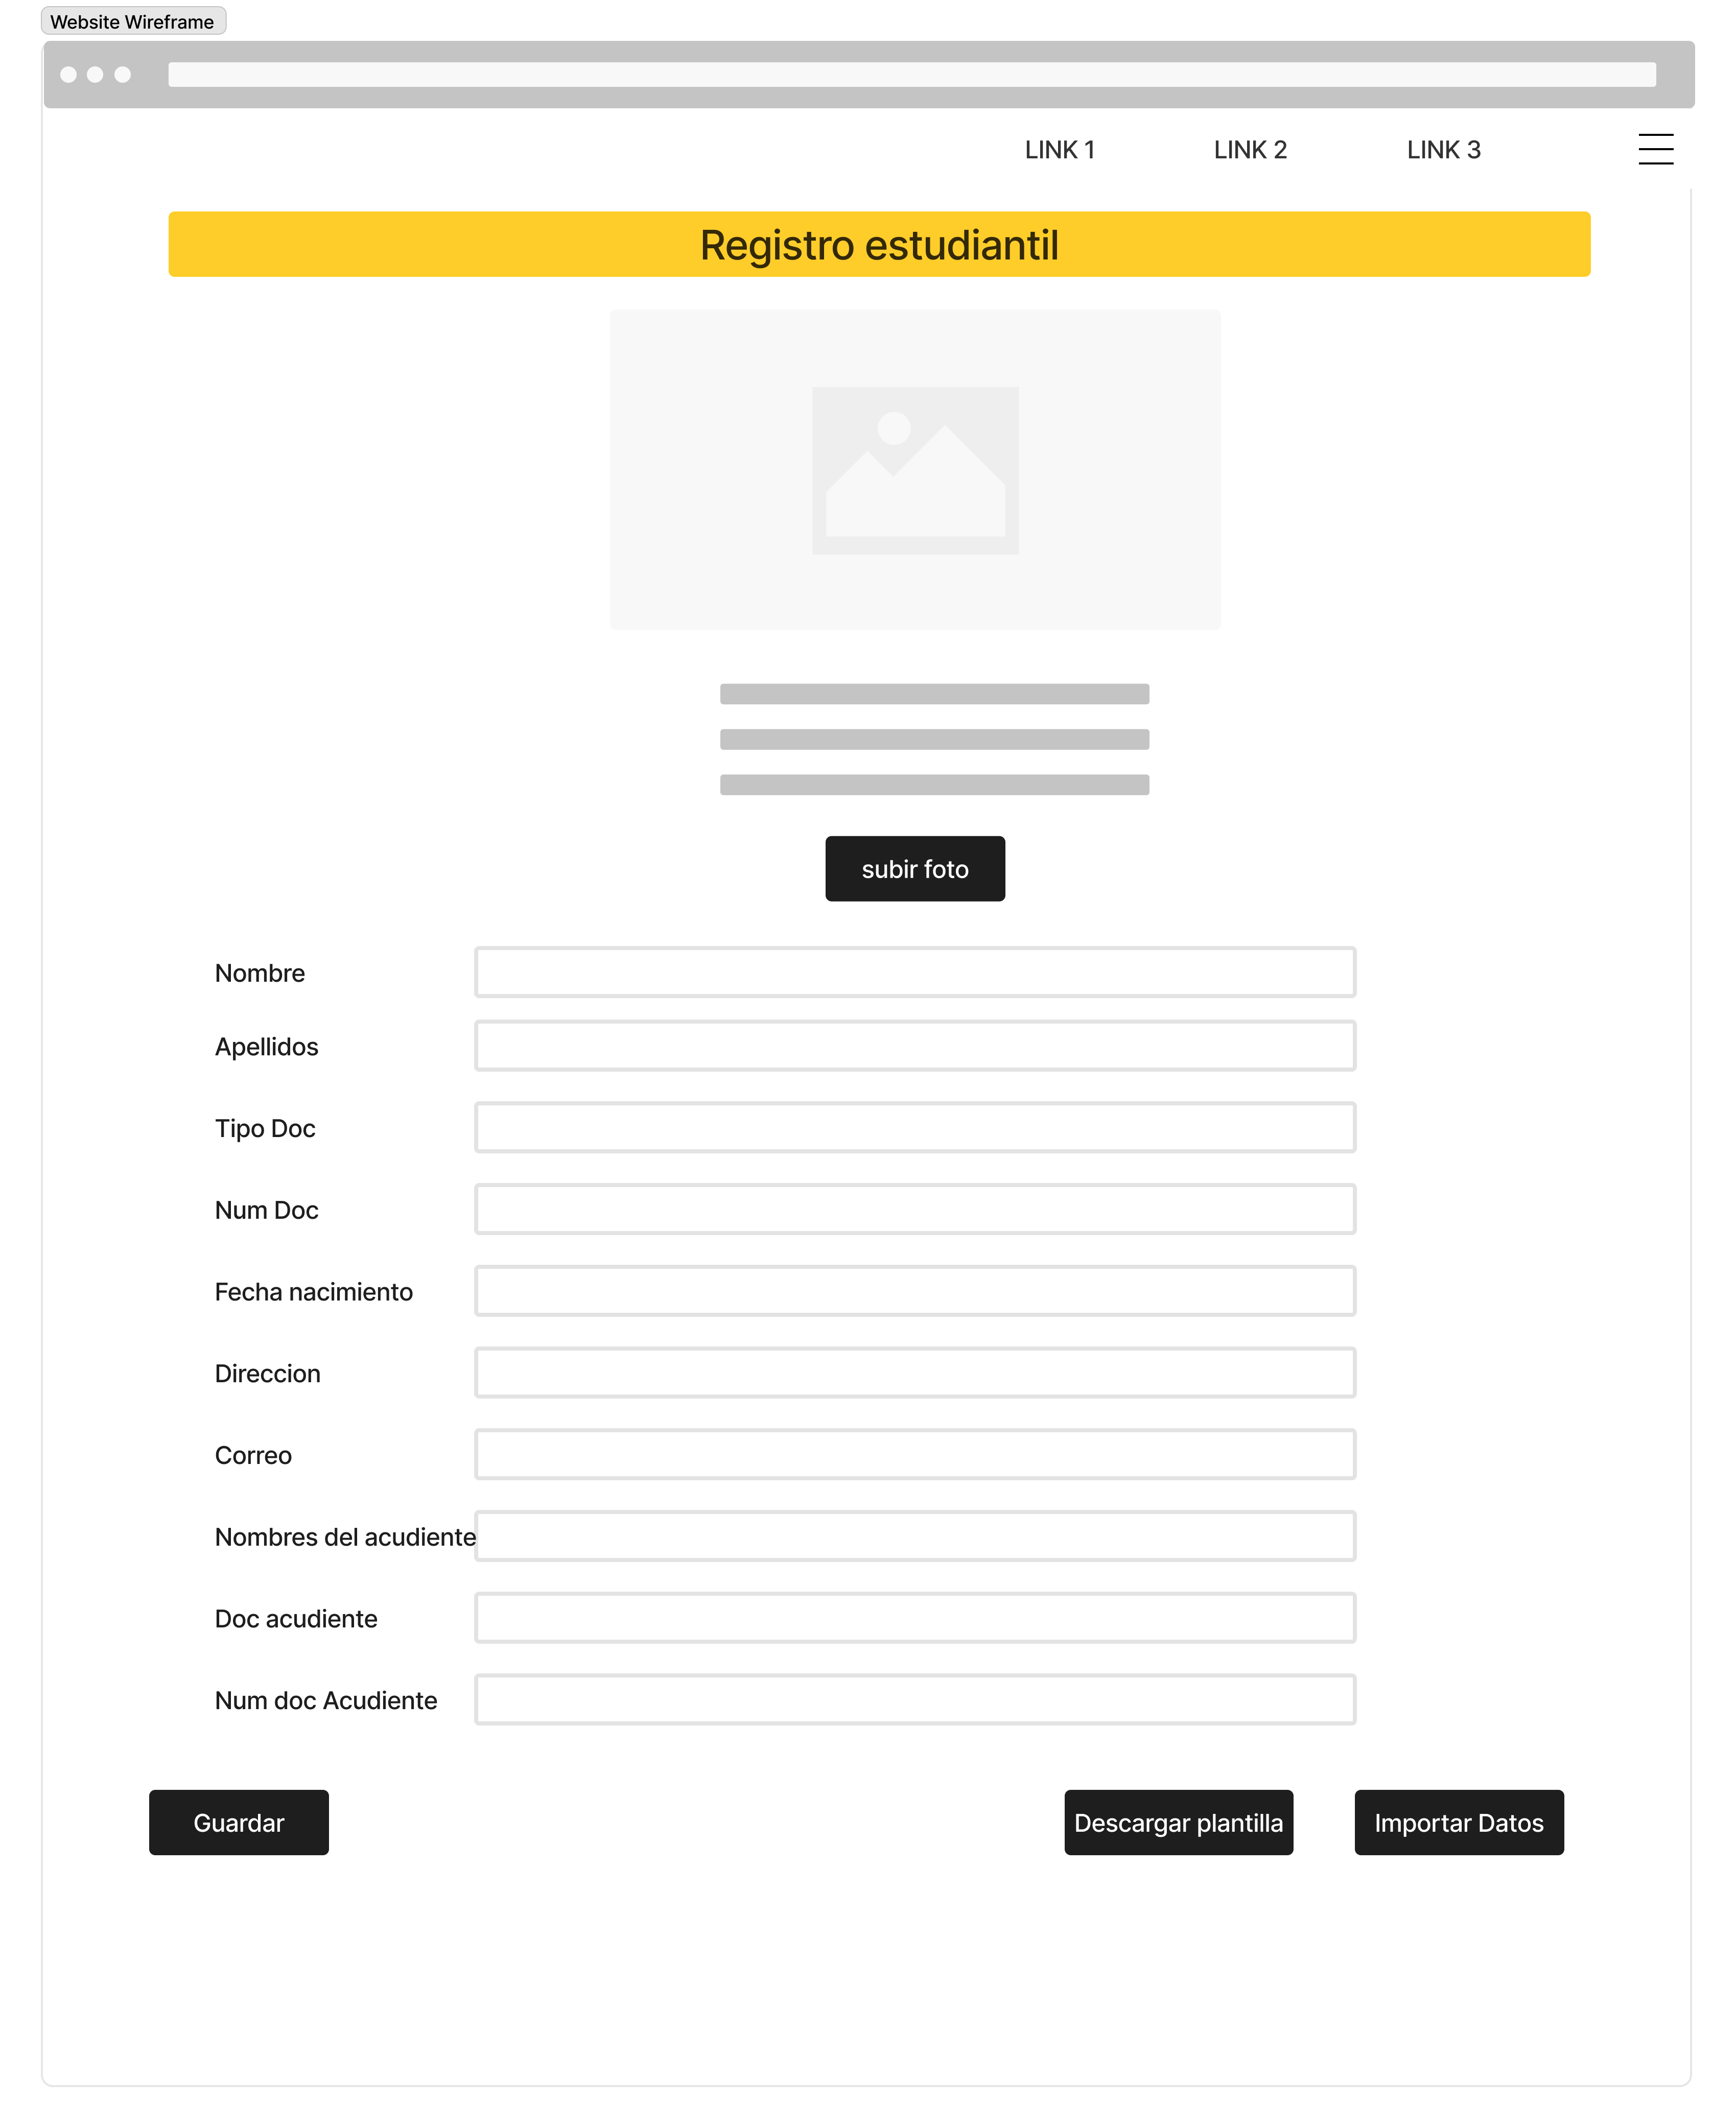 Website Wireframe
LINK 1 LINK 2 LINK 3
Registro estudiantil
subir foto
Nombre
Apellidos
Tipo Doc
Num Doc
Fecha nacimiento
Direccion
Correo
Nombres del acudiente
Doc acudiente
Num doc Acudiente
Guardar Descargar plantilla Importar Datos